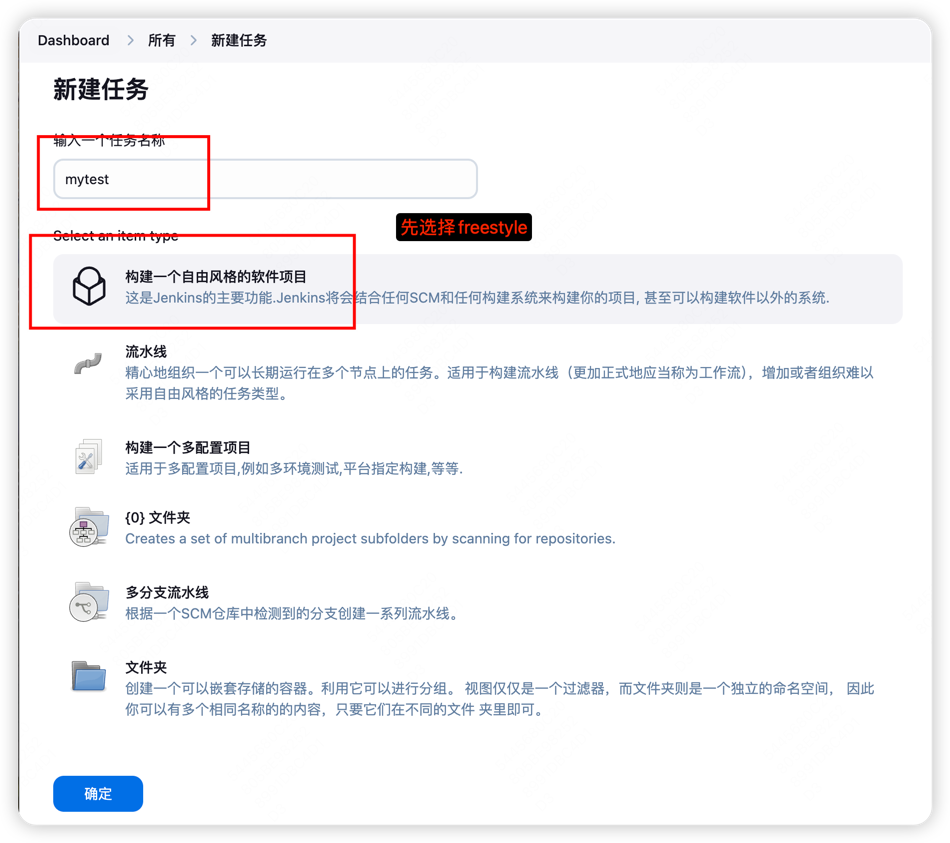 Dashboard > 所有 > 新建任务
新建任务
输入一个任务名称
mytest
先选择freestyle
Select an item type
构建一个自由风格的软件项目
这是Jenkins的主要功能.Jenkins将会结合任何SCM和任何构建系统来构建你的项目, 甚至可以构建软件以外的系统.
流水线
精心地组织一个可以长期运行在多个节点上的任务。适用于构建流水线（更加正式地应当称为工作流），增加或者组织难以
采用自由风格的任务类型。
构建一个多配置项目
适用于多配置项目,例如多环境测试,平台指定构建,等等.
{0} 文件夹
Creates a set of multibranch project subfolders by scanning for repositories.
多分支流水线
根据一个SCM仓库中检测到的分支创建一系列流水线。
文件夹
创建一个可以嵌套存储的容器。利用它可以进行分组。 视图仅仅是一个过滤器，而文件夹则是一个独立的命名空间， 因此
你可以有多个相同名称的的内容，只要它们在不同的文件 夹里即可。
确定